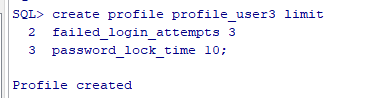 SQL> create profile profile_user3 limit
2 failed_login_attempts 3
3 password_lock_time 10;
Profile created